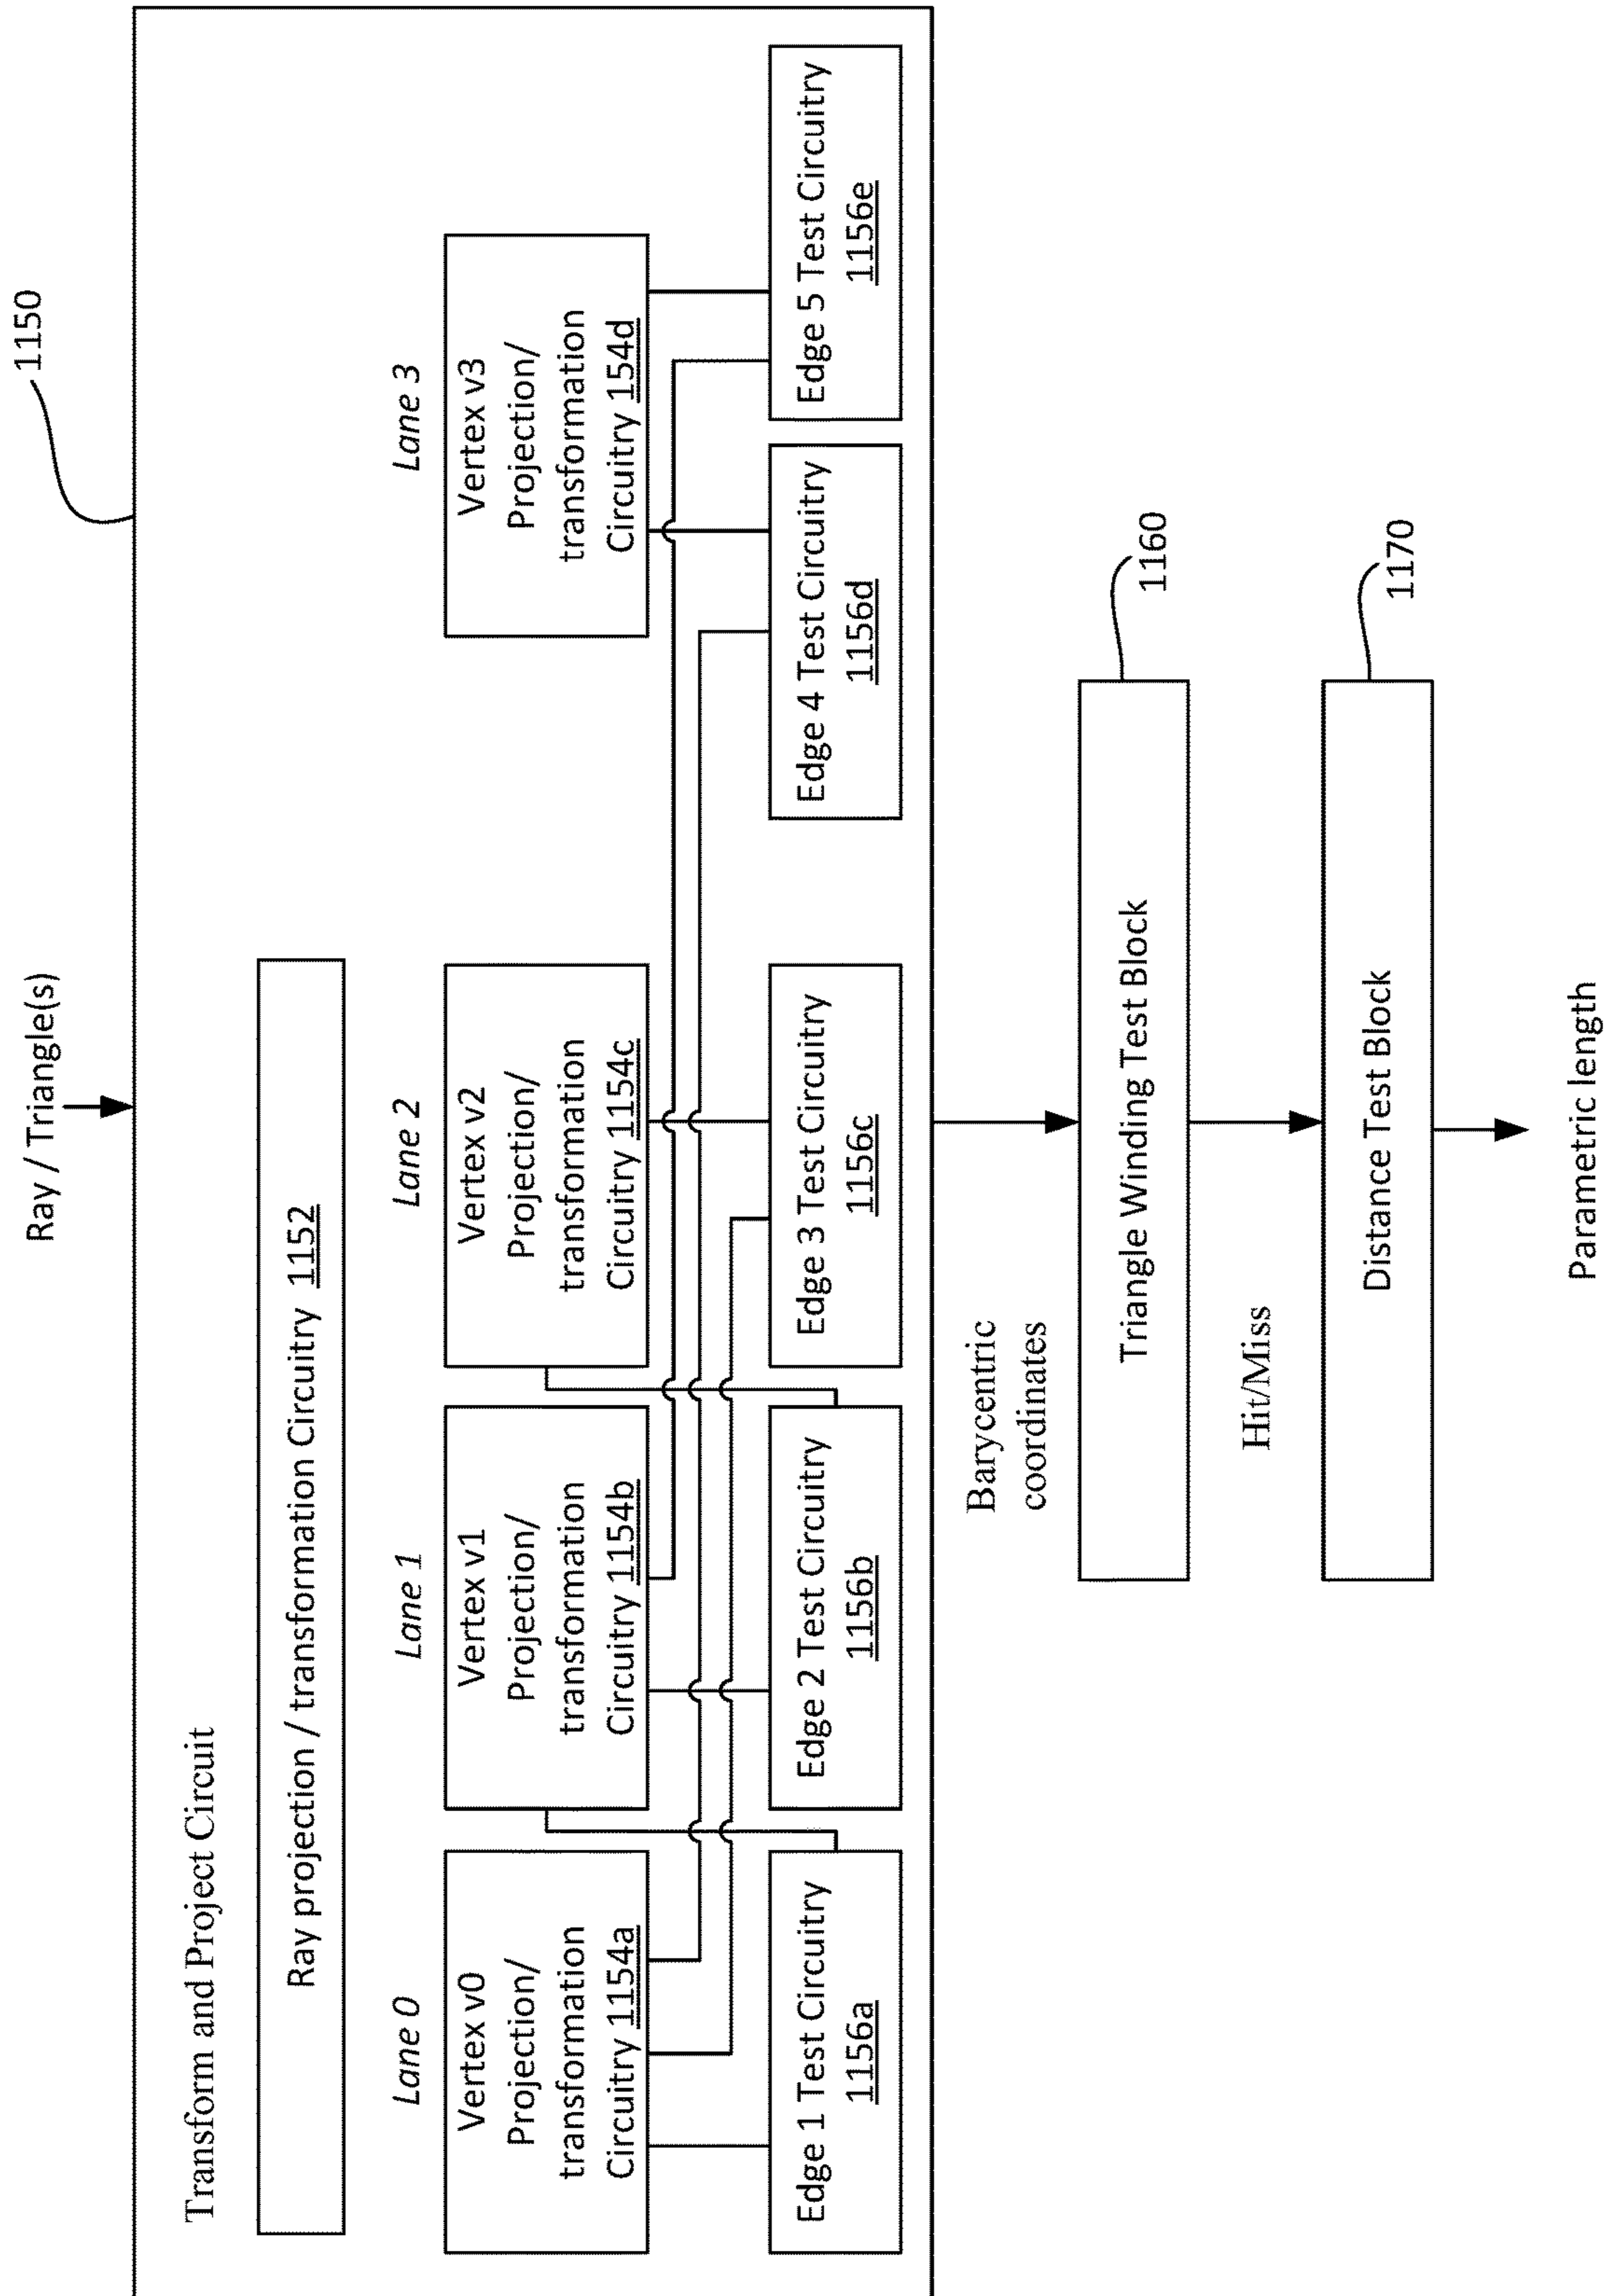 Ray / Triangle(s)
1150
Transform and Project Circuit
Ray projection / transformation Circuitry 1152
Lane 0
Vertex v0
Projection/
transformation
Circuitry 1154a
Lane 1
Vertex v1
Projection/
transformation
Circuitry 1154b
Lane 2
Vertex v2
Projection/
transformation
Circuitry 1154c
Lane 3
Vertex v3
Projection/
transformation
Circuitry 154d
Edge 1 Test Circuitry
1156a
Edge 2 Test Circuitry
1156b
Edge 3 Test Circuitry
1156c
Edge 4 Test Circuitry
1156d
Edge 5 Test Circuitry
1156e
Barycentric
coordinates
Triangle Winding Test Block
1160
Hit/Miss
Distance Test Block
1170
Parametric length